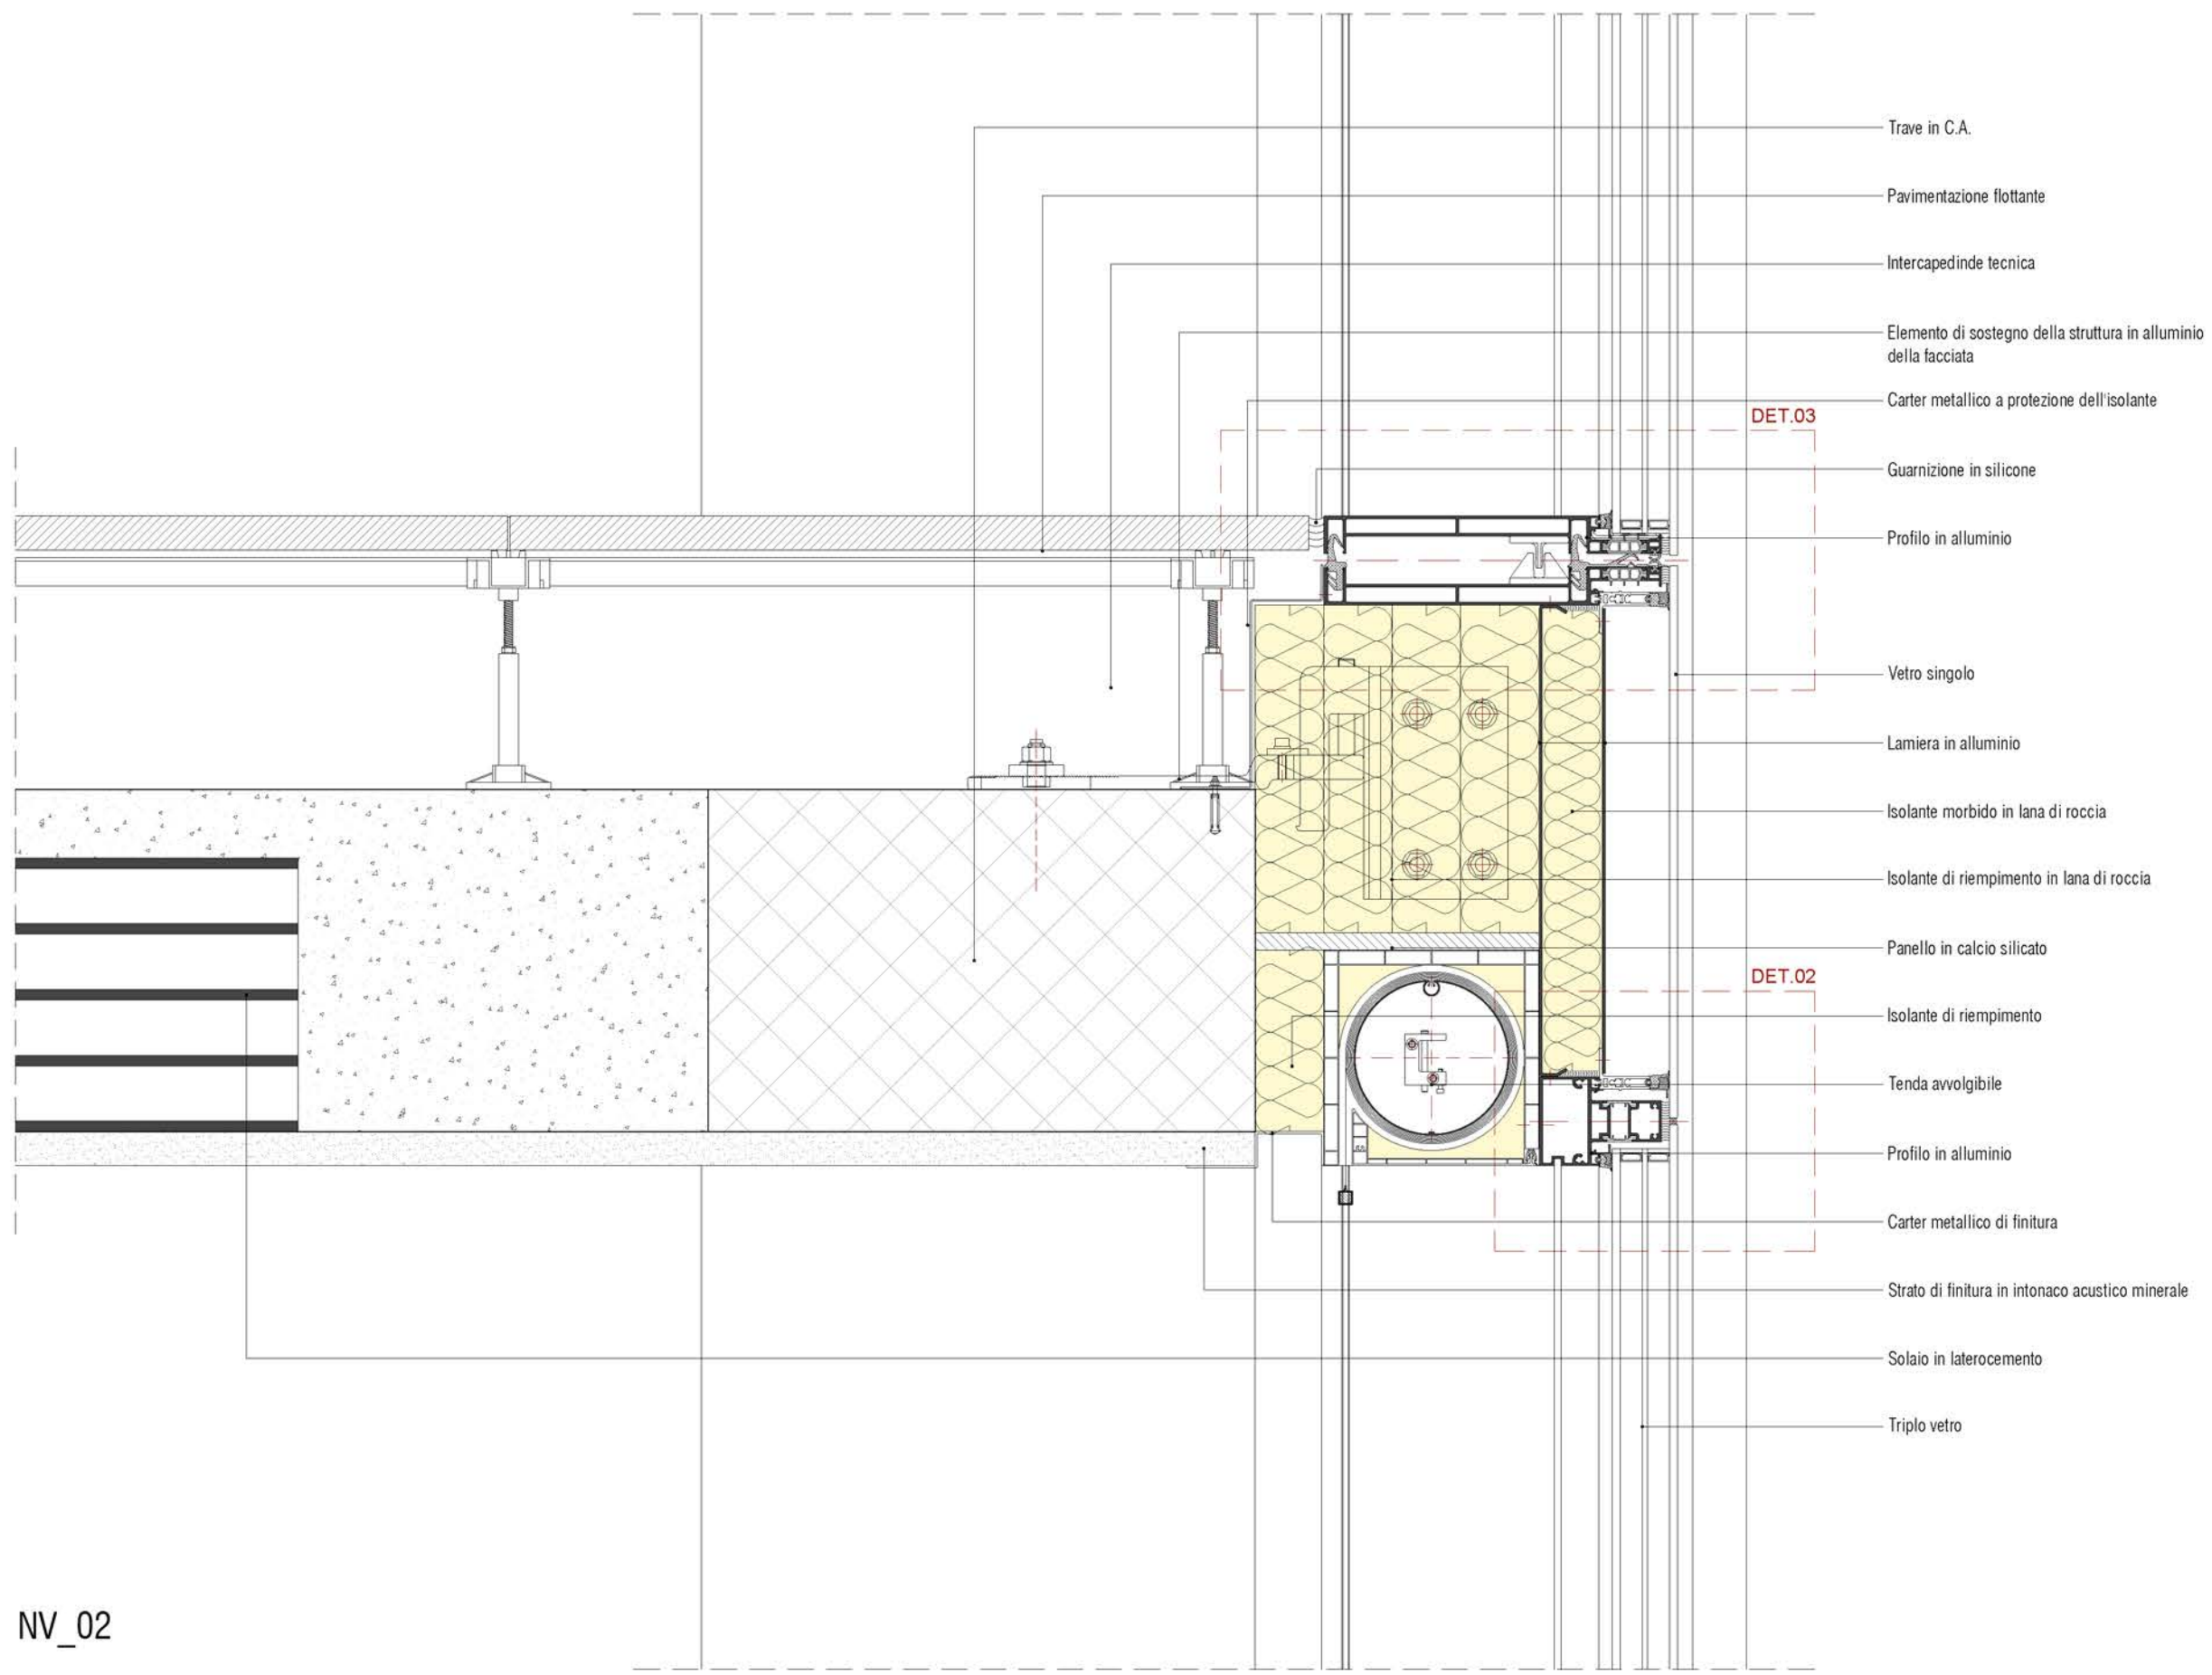 Trave in C.A.
Pavimentazione flottante
Intercapedinde tecnica
Elemento di sostegno della struttura in alluminio
della facciata
Carter metallico a protezione dell'isolante
DET.03
Guarnizione in silicone
Profilo in alluminio
Vetro singolo
Lamiera in alluminio
Isolante morbido in lana di roccia
Isolante di riempimento in lana di roccia
Panello in calcio silicato
DET.02
Isolante di riempimento
Tenda avvolgibile
Profilo in alluminio
Carter metallico di finitura
Strato di finitura in intonaco acustico minerale
Solaio in laterocemento
Triplo vetro
NV_02